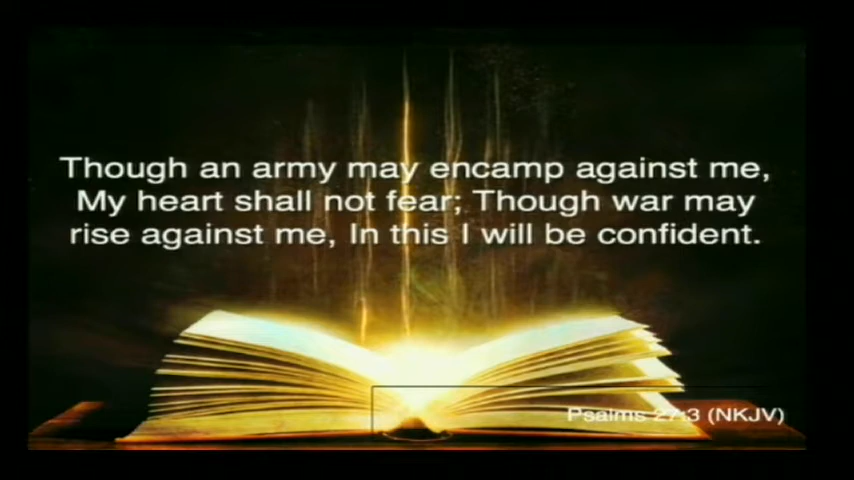 Though an army may encamp against me,
My heart shall not fear; Though war may
rise against me, In this I will be confident.
Psalms 27:3 (NKJV)